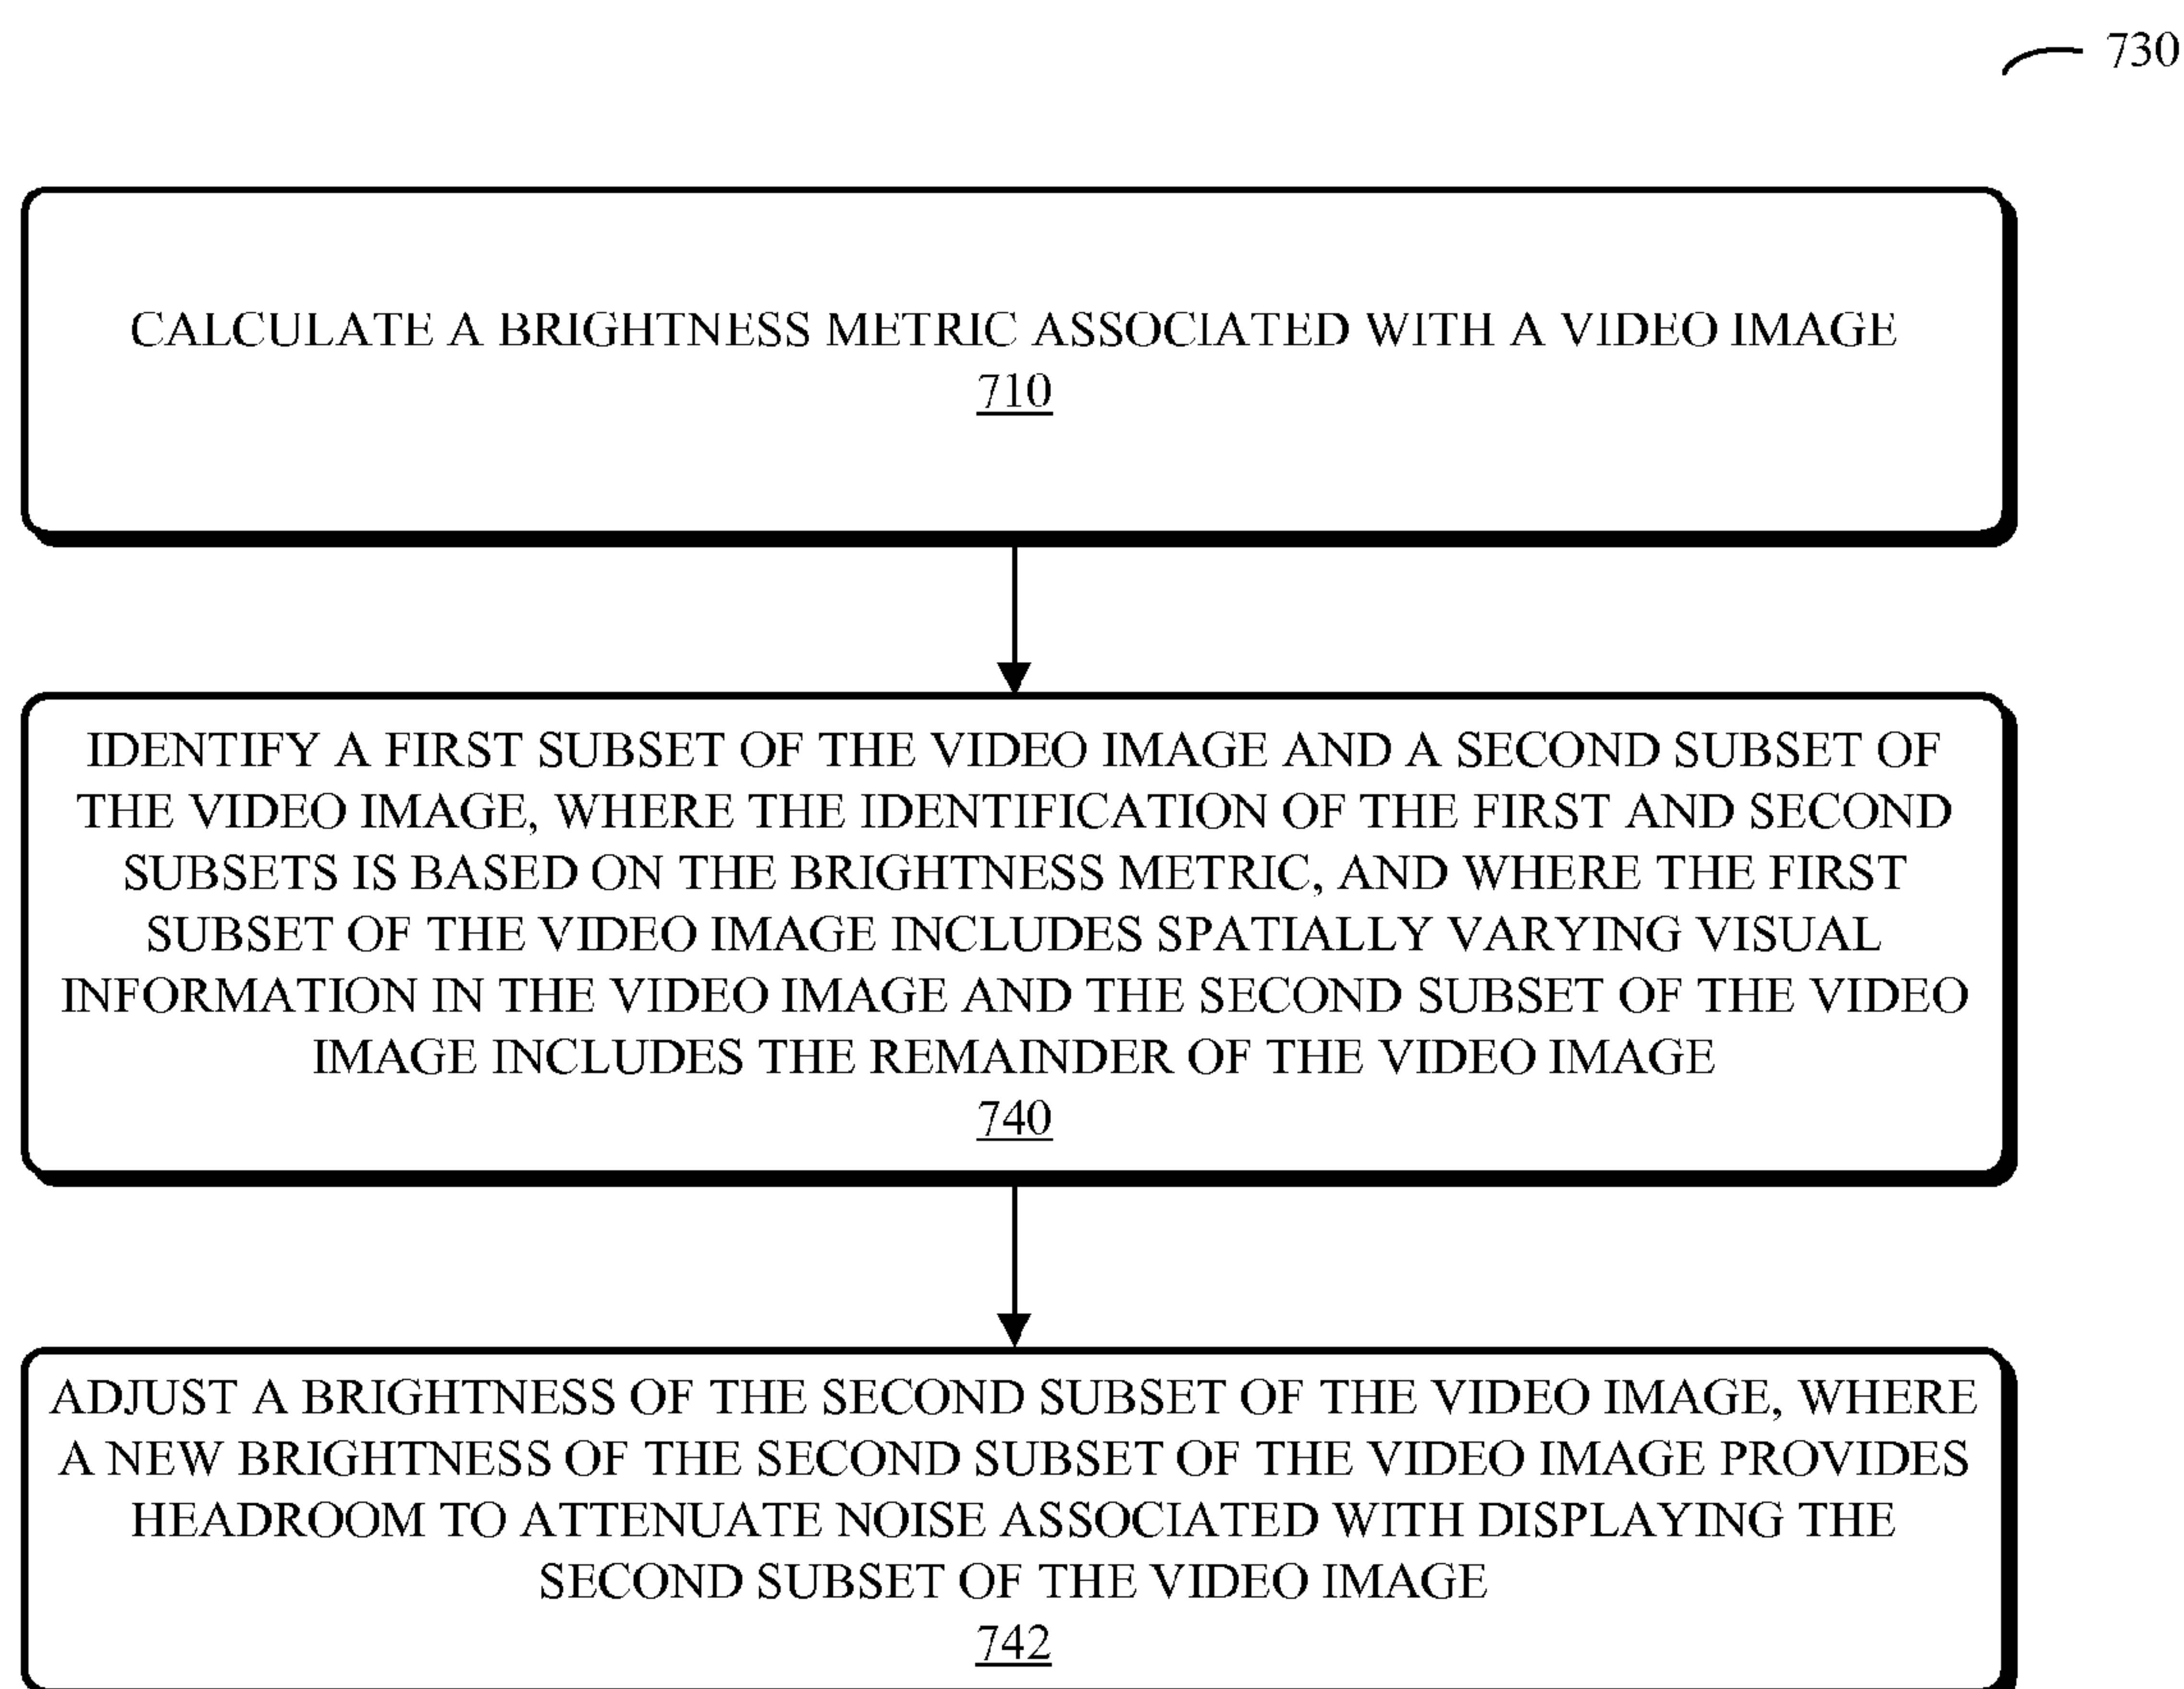 730
CALCULATE A BRIGHTNESS METRIC ASSOCIATED WITH A VIDEO IMAGE
710
IDENTIFY A FIRST SUBSET OF THE VIDEO IMAGE AND A SECOND SUBSET OF
THE VIDEO IMAGE, WHERE THE IDENTIFICATION OF THE FIRST AND SECOND
SUBSETS IS BASED ON THE BRIGHTNESS METRIC, AND WHERE THE FIRST
SUBSET OF THE VIDEO IMAGE INCLUDES SPATIALLY VARYING VISUAL
INFORMATION IN THE VIDEO IMAGE AND THE SECOND SUBSET OF THE VIDEO
IMAGE INCLUDES THE REMAINDER OF THE VIDEO IMAGE
740
ADJUST A BRIGHTNESS OF THE SECOND SUBSET OF THE VIDEO IMAGE, WHERE
A NEW BRIGHTNESS OF THE SECOND SUBSET OF THE VIDEO IMAGE PROVIDES
HEADROOM TO ATTENUATE NOISE ASSOCIATED WITH DISPLAYING THE
SECOND SUBSET OF THE VIDEO IMAGE
742